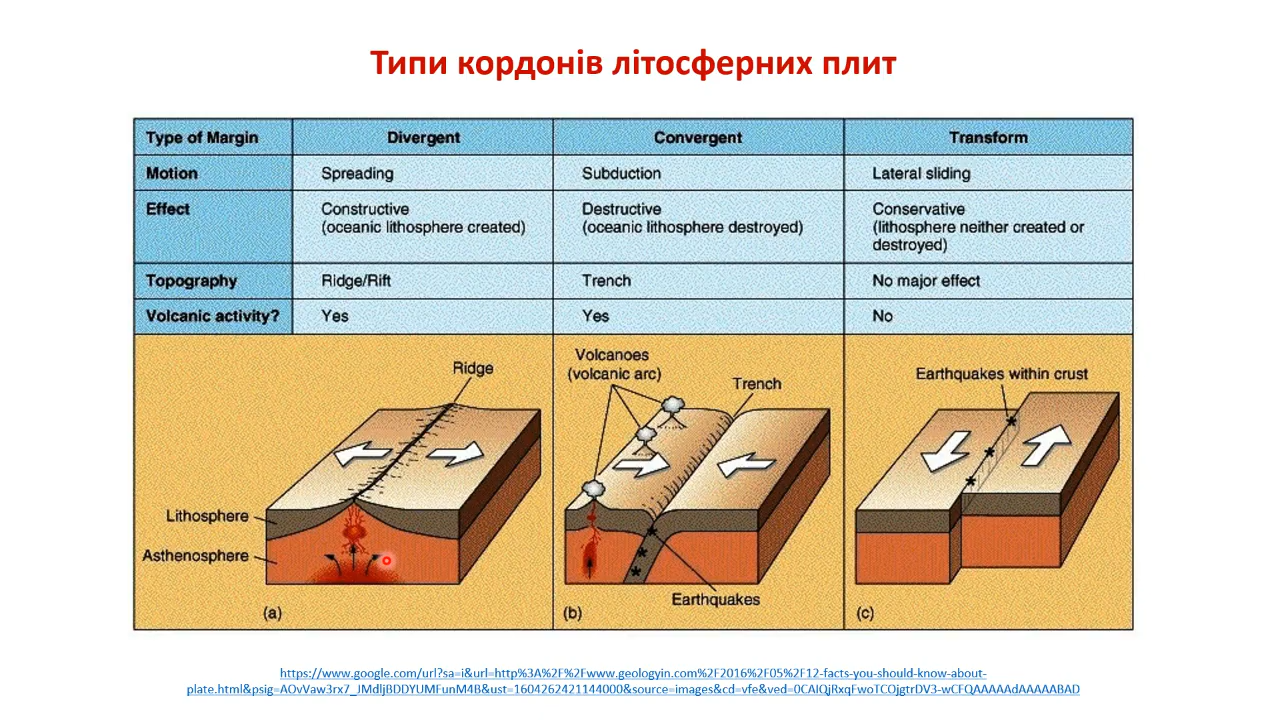 Типи кордонів літосферних плит
Type of Margin Divergent Convergent Transform
Motion Spreading Subduction Lateral sliding
Effect Constructive Destructive Conservative
(oceanic lithosphere created) (oceanic lithosphere destroyed) (lithosphere neither created or
destroyed)
Topography Ridge/Rift Trench No major effect
Volcanic activity? Yes Yes No
Ridge
Lithosphere
Asthenosphere
(a)
Volcanoes
(volcanic arc)
Trench
Earthquakes
(b)
Earthquakes within crust
(c)
https://www.google.com/url?sa=i&url=http%3A%2F%2Fwww.geologyin.com%2F2016%2F05%2F12-facts-you-should-know-about-
plate.html&psig=AOvVaw3rx7_JMdljBDDYUMFunM4B&ust=1604262421144000&source=images&cd=vfe&ved=0CAIQjRxqFwoTCOjgtrDV3-wCFQAAAAAdAAAAABAD